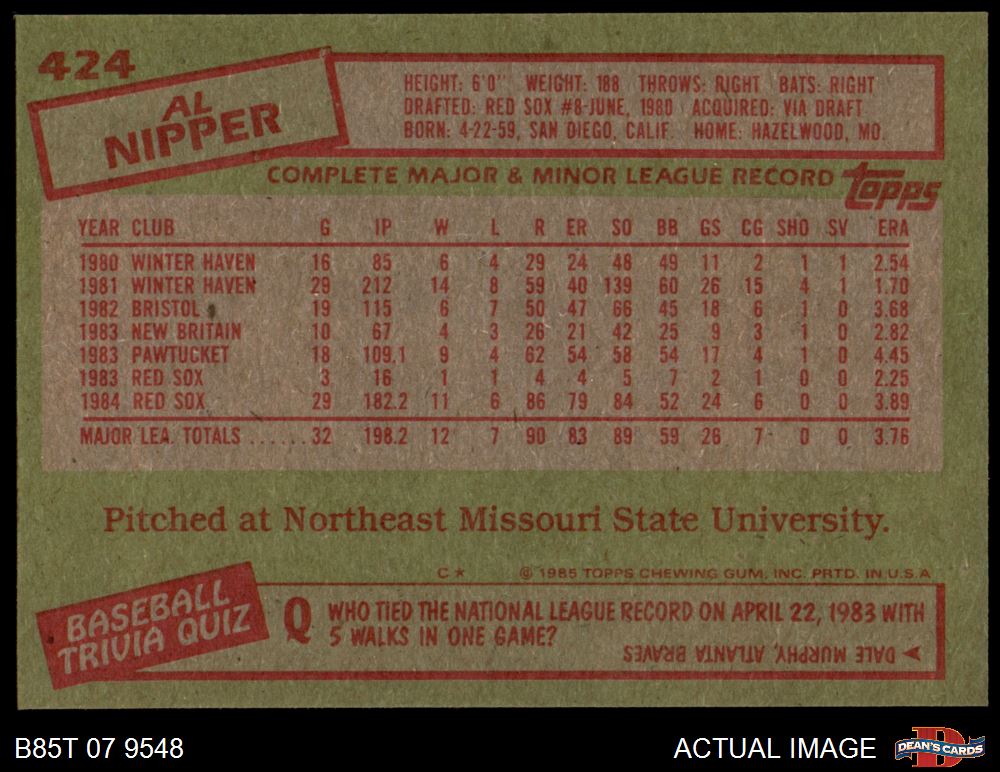 424
AL
NIPPER
HEIGHT: 6'0" WEIGHT: 188 THROWS: RIGHT BATS: RIGHT
DRAFTED: RED SOX #8-JUNE, 1980 ACQUIRED: VIA DRAFT
BORN: 4-22-59, SAN DIEGO, CALIF. HOME: HAZELWOOD, MO.
COMPLETE MAJOR & MINOR LEAGUE RECORD topps
YEAR CLUB G IP W L R ER SO BB GS CG SHO SV ERA
1980 WINTER HAVEN 16 85 6 4 29 24 48 49 11 2 1 1 2.54
1981 WINTER HAVEN 29 212 14 8 59 40 139 60 26 15 4 1 1.70
1982 BRISTOL 19 115 6 7 50 47 66 45 18 6 1 0 3.68
1983 NEW BRITAIN 10 67 4 3 26 21 42 25 9 3 1 0 2.82
1983 PAWTUCKET 18 109.1 9 4 62 54 58 54 17 4 1 0 4.45
1983 RED SOX 3 16 1 1 4 4 5 7 2 1 0 0 2.25
1984 RED SOX 29 182.2 11 6 86 79 84 52 24 6 0 0 3.89
MAJOR LEA. TOTALS ...... 32 198.2 12 7 90 83 89 59 26 7 0 0 3.76
Pitched at Northeast Missouri State University.
C★ © 1985 TOPPS CHEWING GUM, INC. PRTD. IN U.S.A
BASEBALL
TRIVIA QUIZ
Q WHO TIED THE NATIONAL LEAGUE RECORD ON APRIL 22, 1983 WITH
5 WALKS IN ONE GAME?
DALE MURPHY, ATLANTA BRAVES
B85T 07 9548
ACTUAL IMAGE
D
DEAN'S CARDS